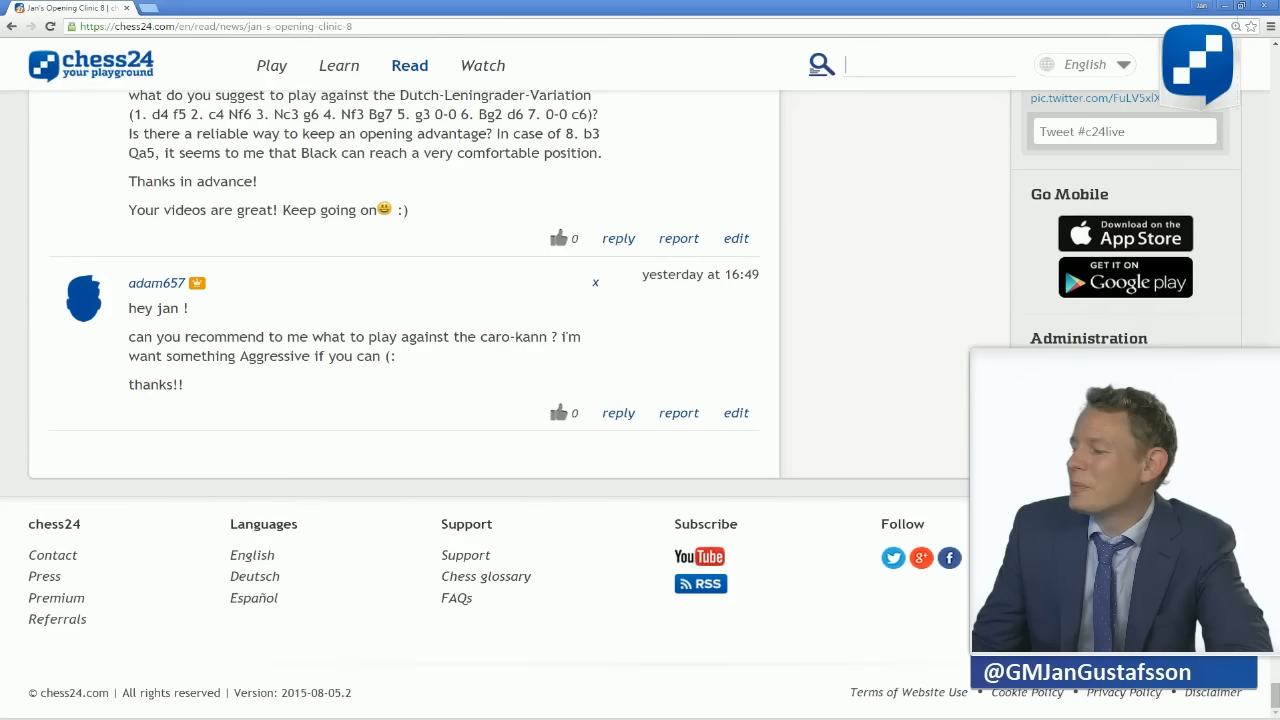 Jan's Opening Clinic 8 | c
Jan
https://chess24.com/en/read/news/jan-s-opening-clinic-8
chess24
your playground
Play
Learn
Read
Watch
English
what do you suggest to play against the Dutch-Leningrader-Variation
(1. d4 f5 2. c4 Nf6 3. Nc3 g6 4. Nf3 Bg7 5. g3 0-0 6. Bg2 d6 7. 0-0 c6)?
Is there a reliable way to keep an opening advantage? In case of 8. b3
Qa5, it seems to me that Black can reach a very comfortable position.
Thanks in advance!
Your videos are great! Keep going on😀 :)
0 reply report edit
adam657
x
yesterday at 16:49
hey jan !
can you recommend to me what to play against the caro-kann ? i'm
want something Aggressive if you can (:
thanks!!
0 reply report edit
pic.twitter.com/FuLV5xlX
Tweet #c24live
Go Mobile
Download on the
App Store
GET IT ON
Google play
Administration
chess24
Contact
Press
Premium
Referrals
Languages
English
Deutsch
Español
Support
Support
Chess glossary
FAQs
Subscribe
YouTube
RSS
Follow
@GMJanGustafsson
© chess24.com | All rights reserved | Version: 2015-08-05.2
Terms of Website Use • Cookie Policy • Privacy Policy • Disclaimer